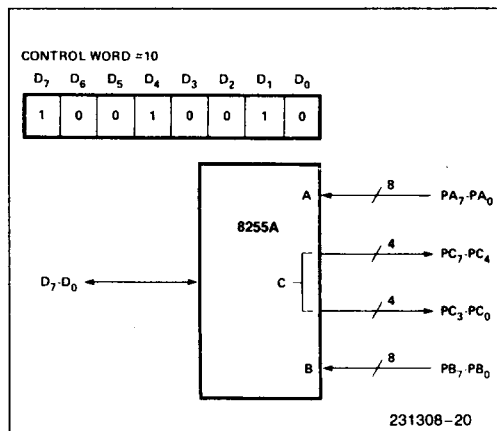 CONTROL WORD #10
D7 D6 D5 D4 D3 D2 D1 D0
1 0 0 1 0 0 1 0
A 8 PA7-PA0
8255A
4 PC7-PC4
D7-D0 C
4 PC3-PC0
B 8 PB7-PB0
231308-20